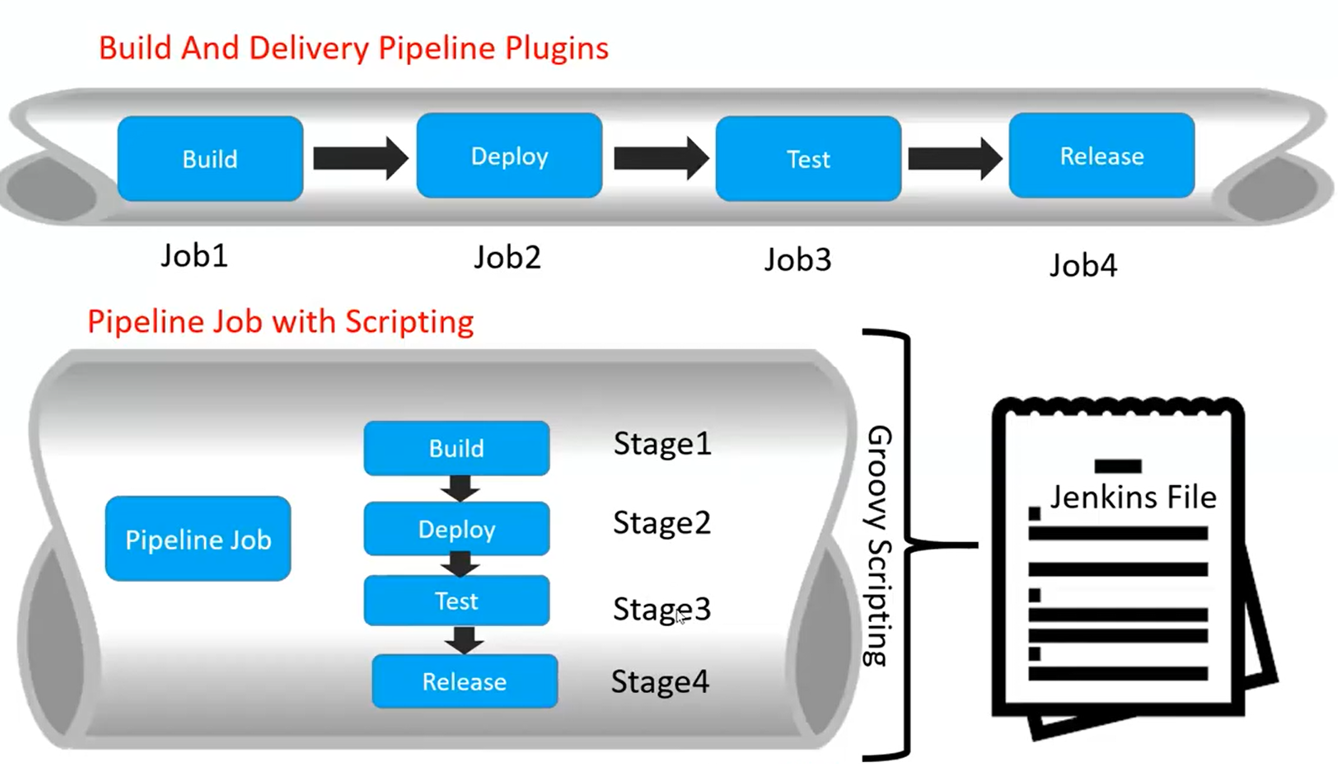 Build And Delivery Pipeline Plugins
Build
Deploy
Test
Release
Job1
Job2
Job3
Job4
Pipeline Job with Scripting
Pipeline Job
Build
Stage1
Deploy
Stage2
Test
Stage3
Release
Stage4
Groovy Scripting
Jenkins File